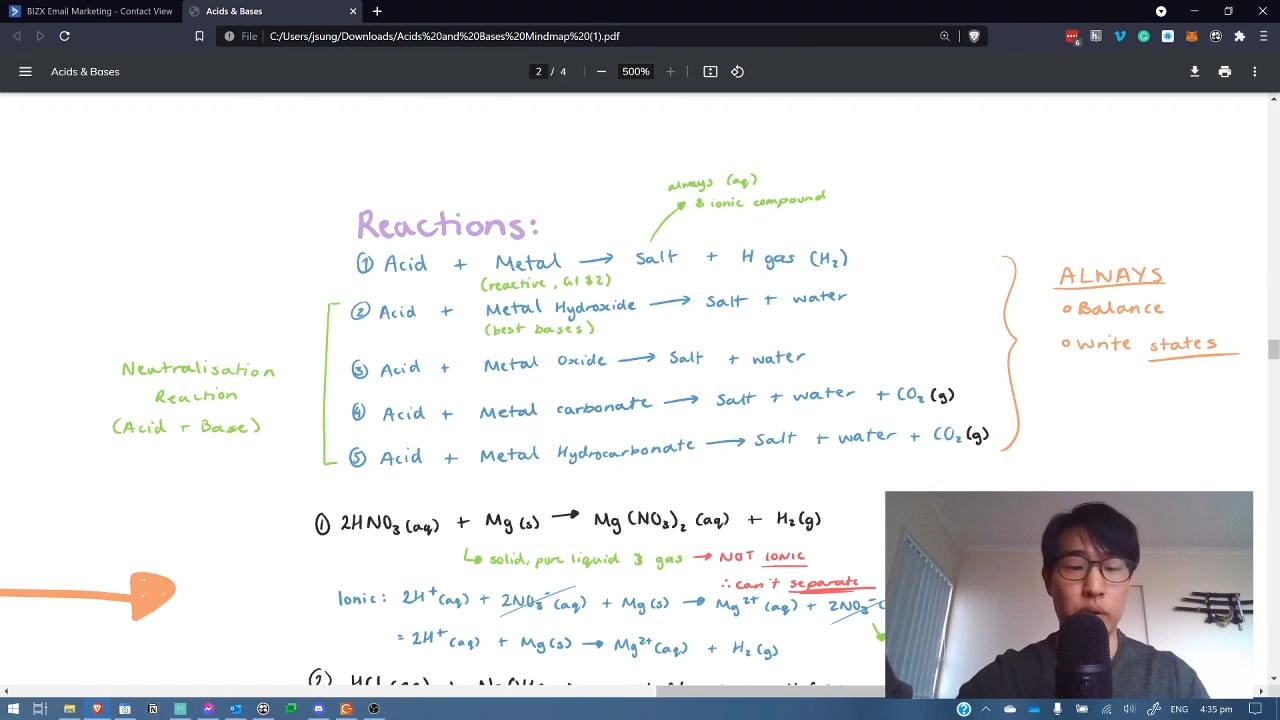 BIZX Email Marketing - Contact View
Acids & Bases
File C:/Users/jsung/Downloads/Acids%20and%20Bases%20Mindmap%20(1).pdf
6
Acids & Bases
2 / 4
500%
always (aq)
& ionic compound
Reactions:
① Acid + Metal → Salt + H gas (H₂)
(reactive, G1 & 2)
② Acid + Metal Hydroxide → Salt + water
(best bases)
③ Acid + Metal Oxide → Salt + water
④ Acid + Metal carbonate → Salt + water + CO₂ (g)
⑤ Acid + Metal Hydrocarbonate → Salt + water + CO₂ (g)
Neutralisation
Reaction
(Acid + Base)
ALWAYS
• Balance
• Write states
① 2HNO₃ (aq) + Mg (s) → Mg (NO₃)₂ (aq) + H₂ (g)
↳ solid, pure liquid & gas → NOT IONIC
∴ can't separate
Ionic: 2H⁺ (aq) + 2NO₃⁻ (aq) + Mg (s) → Mg²⁺ (aq) + 2NO₃⁻ (
= 2H⁺ (aq) + Mg (s) → Mg²⁺ (aq) + H₂ (g)
② HCl (aq) +
4:35 pm